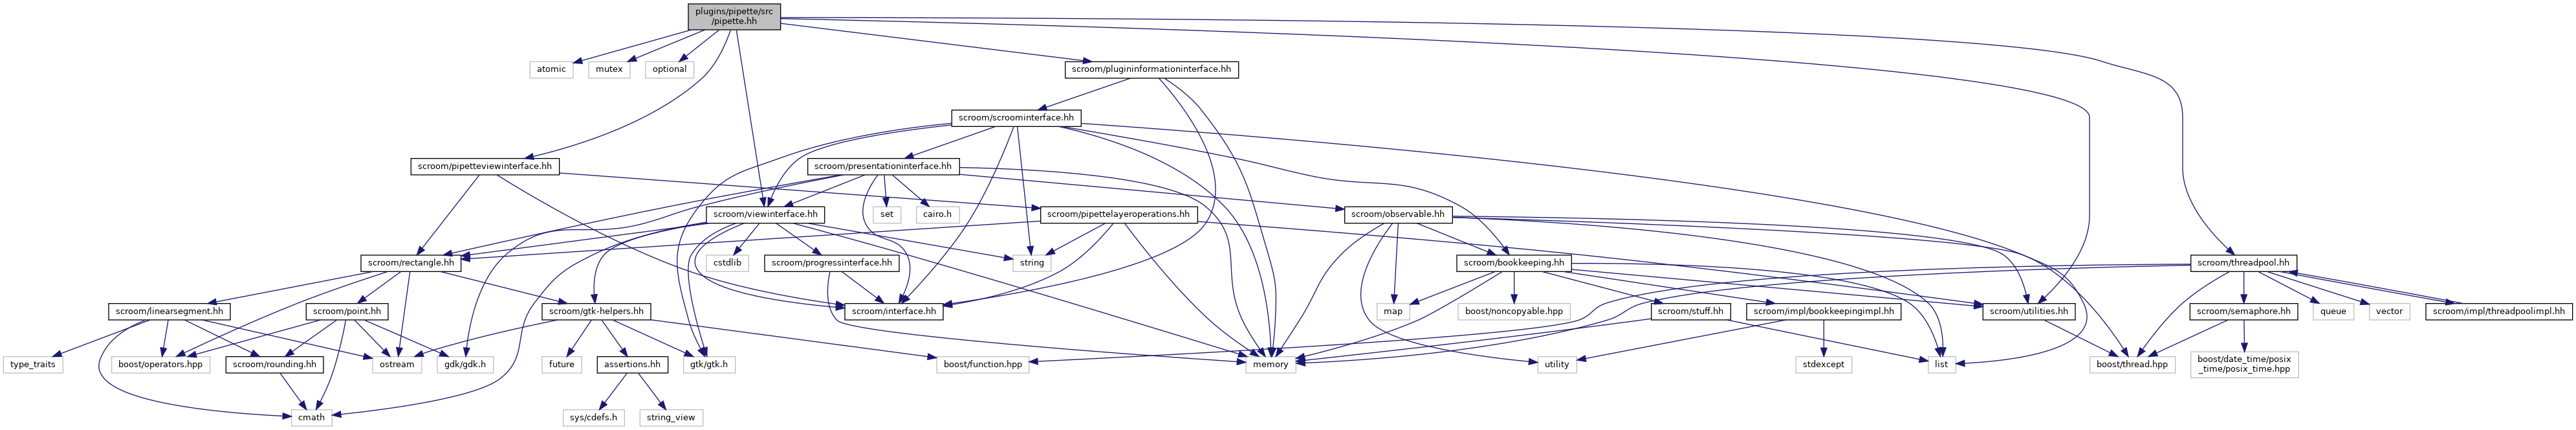 plugins/pipette/src
/pipette.hh
atomic
mutex
optional
scroom/plugininformationinterface.hh
scroom/scroominterface.hh
scroom/pipetteviewinterface.hh
scroom/presentationinterface.hh
scroom/viewinterface.hh
set
cairo.h
scroom/pipettelayeroperations.hh
scroom/observable.hh
scroom/rectangle.hh
cstdlib
scroom/progressinterface.hh
string
scroom/bookkeeping.hh
scroom/threadpool.hh
scroom/linearsegment.hh
scroom/point.hh
scroom/gtk-helpers.hh
scroom/interface.hh
map
boost/noncopyable.hpp
scroom/stuff.hh
scroom/impl/bookkeepingimpl.hh
scroom/utilities.hh
scroom/semaphore.hh
queue
vector
scroom/impl/threadpoolimpl.hh
type_traits
boost/operators.hpp
scroom/rounding.hh
ostream
gdk/gdk.h
future
assertions.hh
gtk/gtk.h
boost/function.hpp
memory
utility
stdexcept
list
boost/thread.hpp
boost/date_time/posix
_time/posix_time.hpp
cmath
sys/cdefs.h
string_view